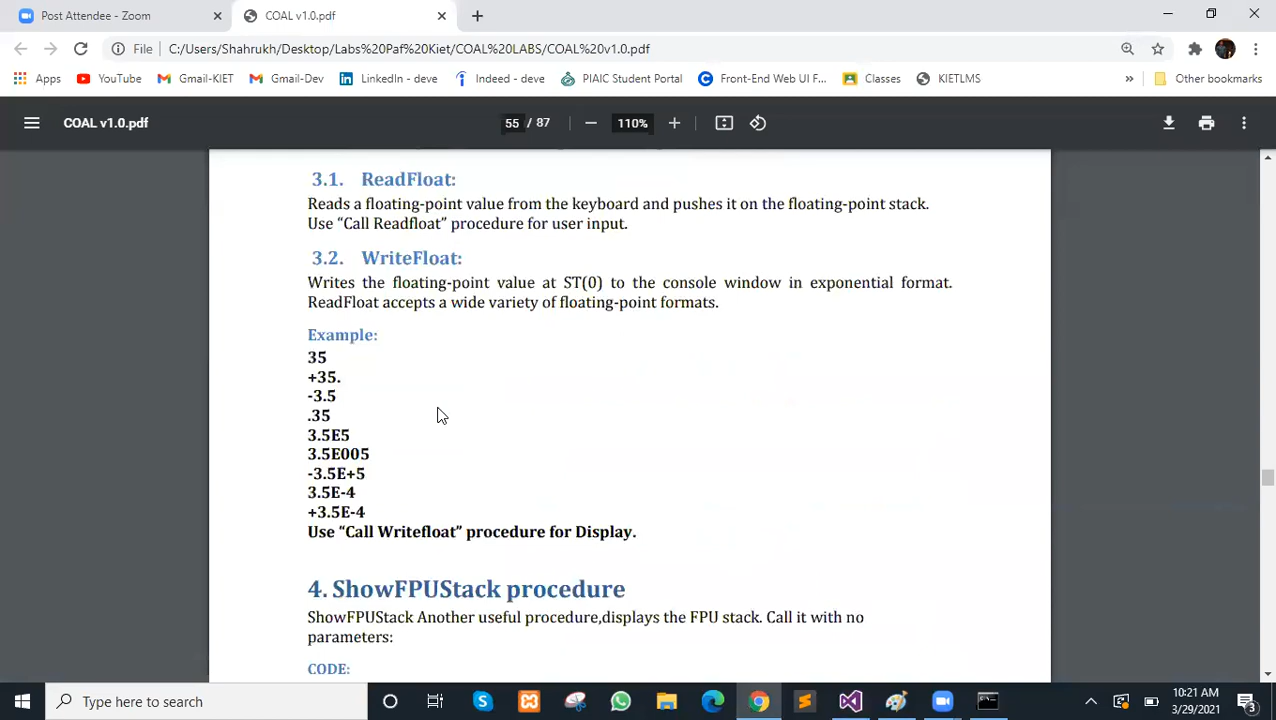 Post Attendee - Zoom
COAL v1.0.pdf
File
C:/Users/Shahrukh/Desktop/Labs%20Paf%20Kiet/COAL%20LABS/COAL%20v1.0.pdf
Apps
YouTube
Gmail-KIET
Gmail-Dev
LinkedIn - deve
Indeed - deve
PIAIC Student Portal
Front-End Web UI F...
Classes
KIETLMS
»
Other bookmarks
COAL v1.0.pdf
55 / 87
110%
3.1. ReadFloat:
Reads a floating-point value from the keyboard and pushes it on the floating-point stack.
Use “Call Readfloat” procedure for user input.
3.2. WriteFloat:
Writes the floating-point value at ST(0) to the console window in exponential format.
ReadFloat accepts a wide variety of floating-point formats.
Example:
35
+35.
-3.5
.35
3.5E5
3.5E005
-3.5E+5
3.5E-4
+3.5E-4
Use “Call Writefloat” procedure for Display.
4. ShowFPUStack procedure
ShowFPUStack Another useful procedure,displays the FPU stack. Call it with no
parameters:
CODE:
Type here to search
10:21 AM
3/29/2021
3